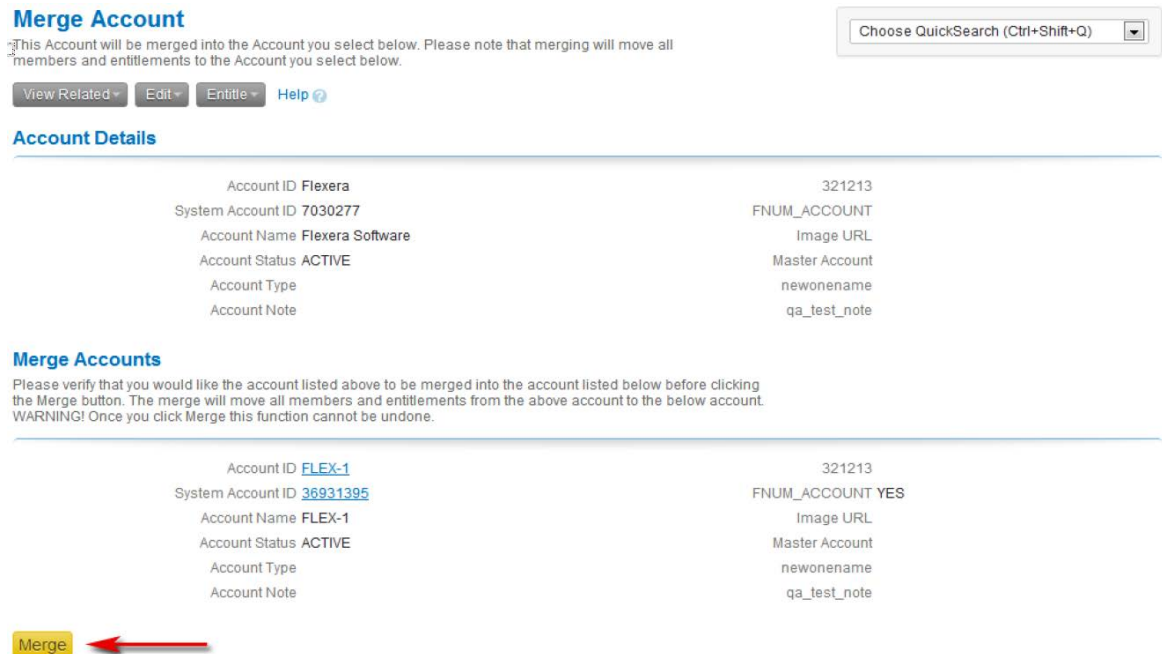 Merge Account
Choose QuickSearch (Ctrl+Shift+Q)
This Account will be merged into the Account you select below. Please note that merging will move all
members and entitlements to the Account you select below.
View Related Edit Entitle Help ?
Account Details
Account ID Flexera 321213
System Account ID 7030277 FNUM_ACCOUNT
Account Name Flexera Software Image URL
Account Status ACTIVE Master Account
Account Type newonename
Account Note qa_test_note
Merge Accounts
Please verify that you would like the account listed above to be merged into the account listed below before clicking
the Merge button. The merge will move all members and entitlements from the above account to the below account.
WARNING! Once you click Merge this function cannot be undone.
Account ID FLEX-1 321213
System Account ID 36931395 FNUM_ACCOUNT YES
Account Name FLEX-1 Image URL
Account Status ACTIVE Master Account
Account Type newonename
Account Note qa_test_note
Merge